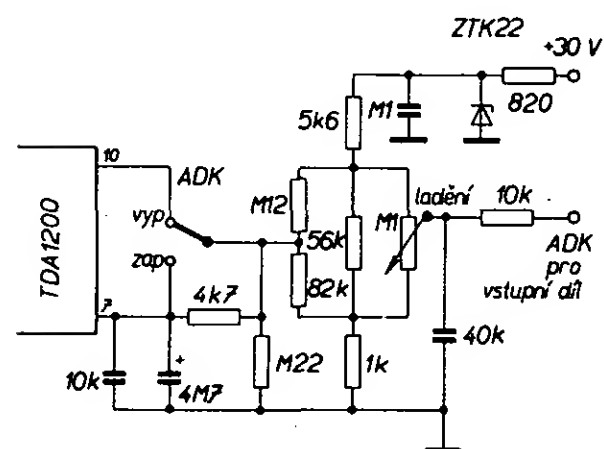 ZTK22
+30 V
820
M1
5k6
10
ADK
vyp
zap
TDA1200
7
M12
56k
82k
M1
ladění
10k
ADK
pro
vstupní díl
4k7
M22
1k
40k
10k
+
4M7